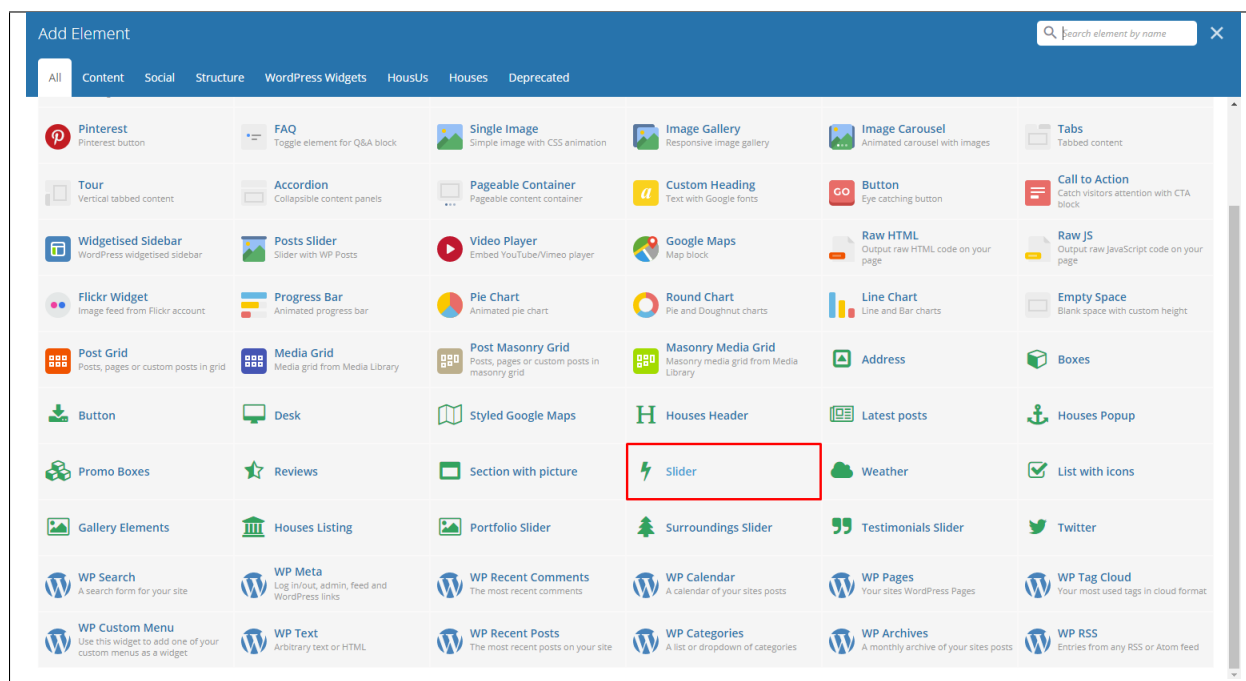 Add Element
Search element by name
All Content Social Structure WordPress Widgets HousUs Houses Deprecated
Pinterest
Pinterest button
FAQ
Toggle element for Q&A block
Single Image
Simple image with CSS animation
Image Gallery
Responsive image gallery
Image Carousel
Animated carousel with images
Tabs
Tabbed content
Tour
Vertical tabbed content
Accordion
Collapsible content panels
Pageable Container
Pageable content container
a
Custom Heading
Text with Google fonts
GO
Button
Eye catching button
Call to Action
Catch visitors attention with CTA
block
Widgetised Sidebar
WordPress widgetised sidebar
Posts Slider
Slider with WP Posts
Video Player
Embed YouTube/Vimeo player
Google Maps
Map block
Raw HTML
Output raw HTML code on your
page
Raw JS
Output raw JavaScript code on your
page
Flickr Widget
Image feed from Flickr account
Progress Bar
Animated progress bar
Pie Chart
Animated pie chart
Round Chart
Pie and Doughnut charts
Line Chart
Line and Bar charts
Empty Space
Blank space with custom height
Post Grid
Posts, pages or custom posts in grid
Media Grid
Media grid from Media Library
Post Masonry Grid
Posts, pages or custom posts in
masonry grid
Masonry Media Grid
Masonry media grid from Media
Library
Address
Boxes
Button
Desk
Styled Google Maps
H
Houses Header
Latest posts
Houses Popup
Promo Boxes
Reviews
Section with picture
Slider
Weather
List with icons
Gallery Elements
Houses Listing
Portfolio Slider
Surroundings Slider
Testimonials Slider
Twitter
WP Search
A search form for your site
WP Meta
Log in/out, admin, feed and
WordPress links
WP Recent Comments
The most recent comments
WP Calendar
A calendar of your sites posts
WP Pages
Your sites WordPress Pages
WP Tag Cloud
Your most used tags in cloud format
WP Custom Menu
Use this widget to add one of your
custom menus as a widget
WP Text
Arbitrary text or HTML
WP Recent Posts
The most recent posts on your site
WP Categories
A list or dropdown of categories
WP Archives
A monthly archive of your sites posts
WP RSS
Entries from any RSS or Atom feed